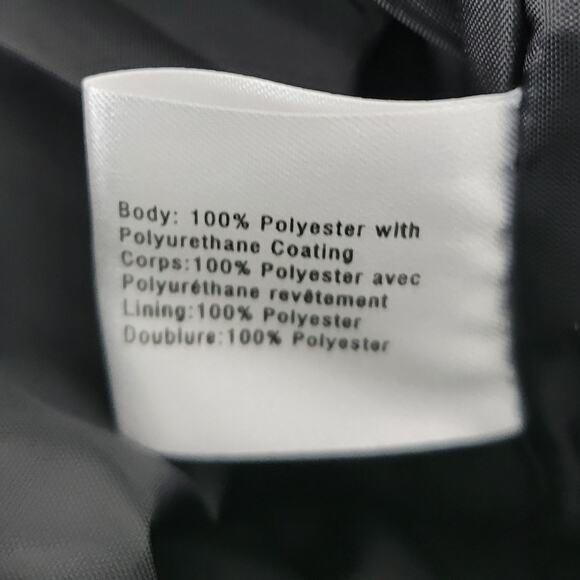 Body: 100% Polyester with
Polyurethane Coating
Corps:100% Polyester avec
Polyuréthane revêtement
Lining:100% Polyester
Doublure:100% Polyester